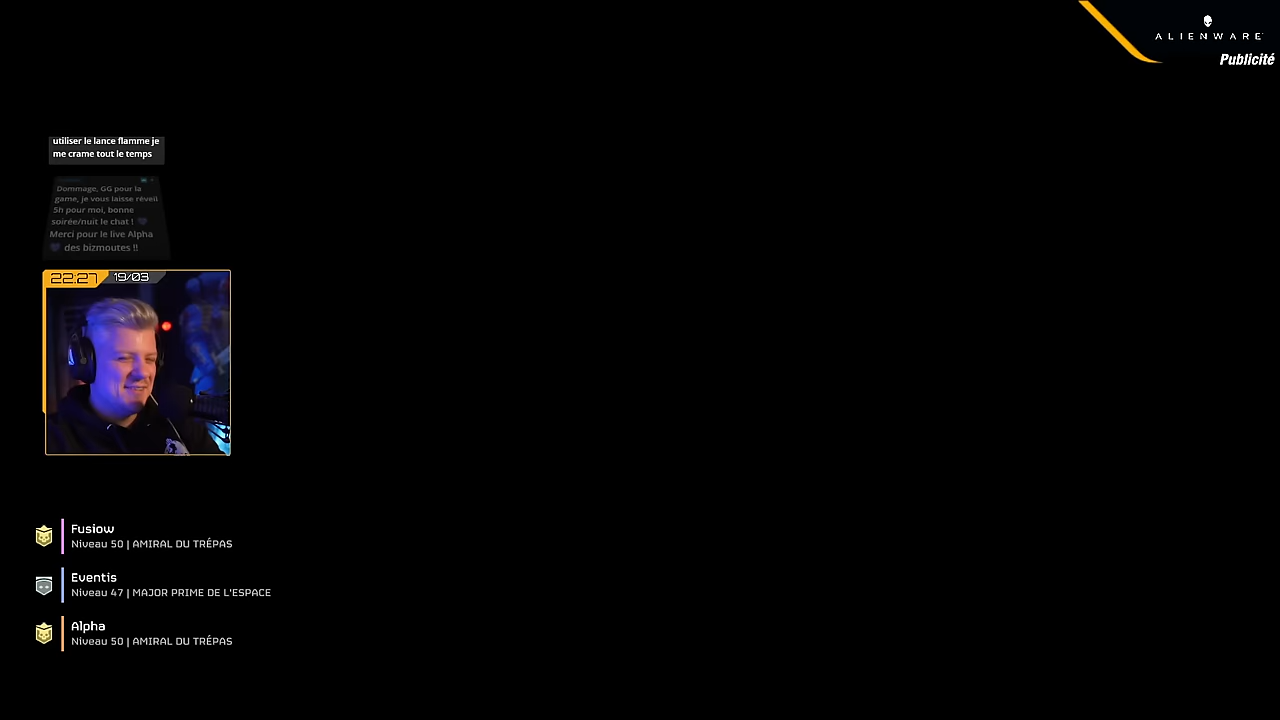 ALIENWARE
Publicité
utiliser le lance flamme je
me crame tout le temps
Dommage, GG pour la
game, je vous laisse réveil
5h pour moi, bonne
soirée/nuit le chat !
Merci pour le live Alpha
des bizmoutes !!
22:27 19/03
Fusiow
Niveau 50 | AMIRAL DU TRÉPAS
Eventis
Niveau 47 | MAJOR PRIME DE L'ESPACE
Alpha
Niveau 50 | AMIRAL DU TRÉPAS